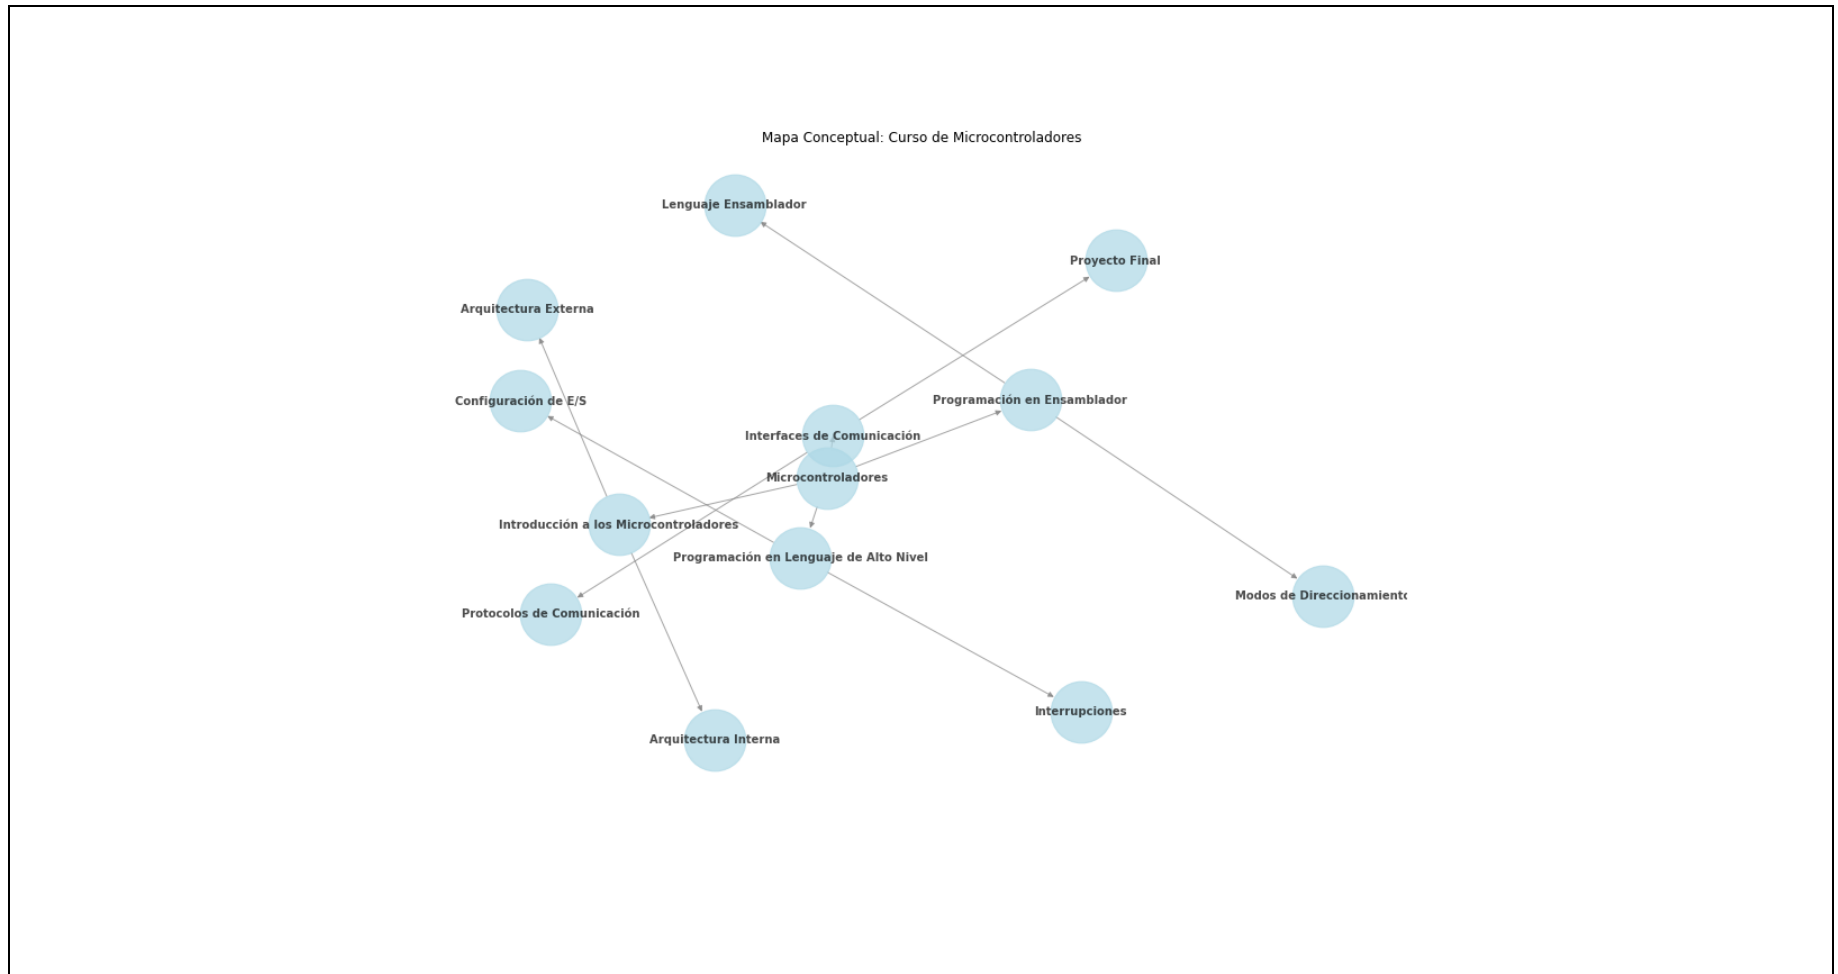 Mapa Conceptual: Curso de Microcontroladores
Lenguaje Ensamblador
Proyecto Final
Arquitectura Externa
Configuración de E/S
Programación en Ensamblador
Interfaces de Comunicación
Microcontroladores
Introducción a los Microcontroladores
Programación en Lenguaje de Alto Nivel
Modos de Direccionamiento
Protocolos de Comunicación
Interrupciones
Arquitectura Interna